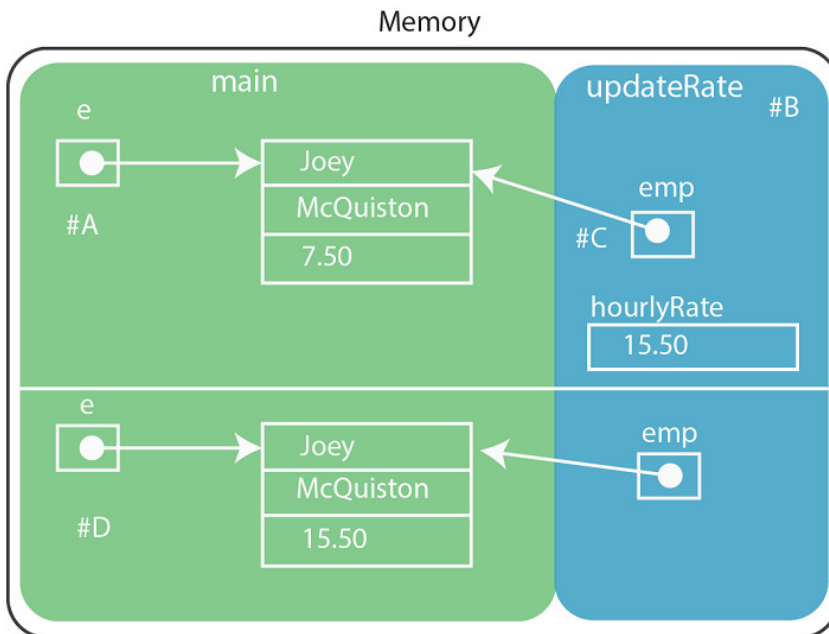 Memory
main
updateRate
#B
e
Joey
McQuiston
7.50
#A
emp
#C
hourlyRate
15.50
e
Joey
McQuiston
15.50
#D
emp